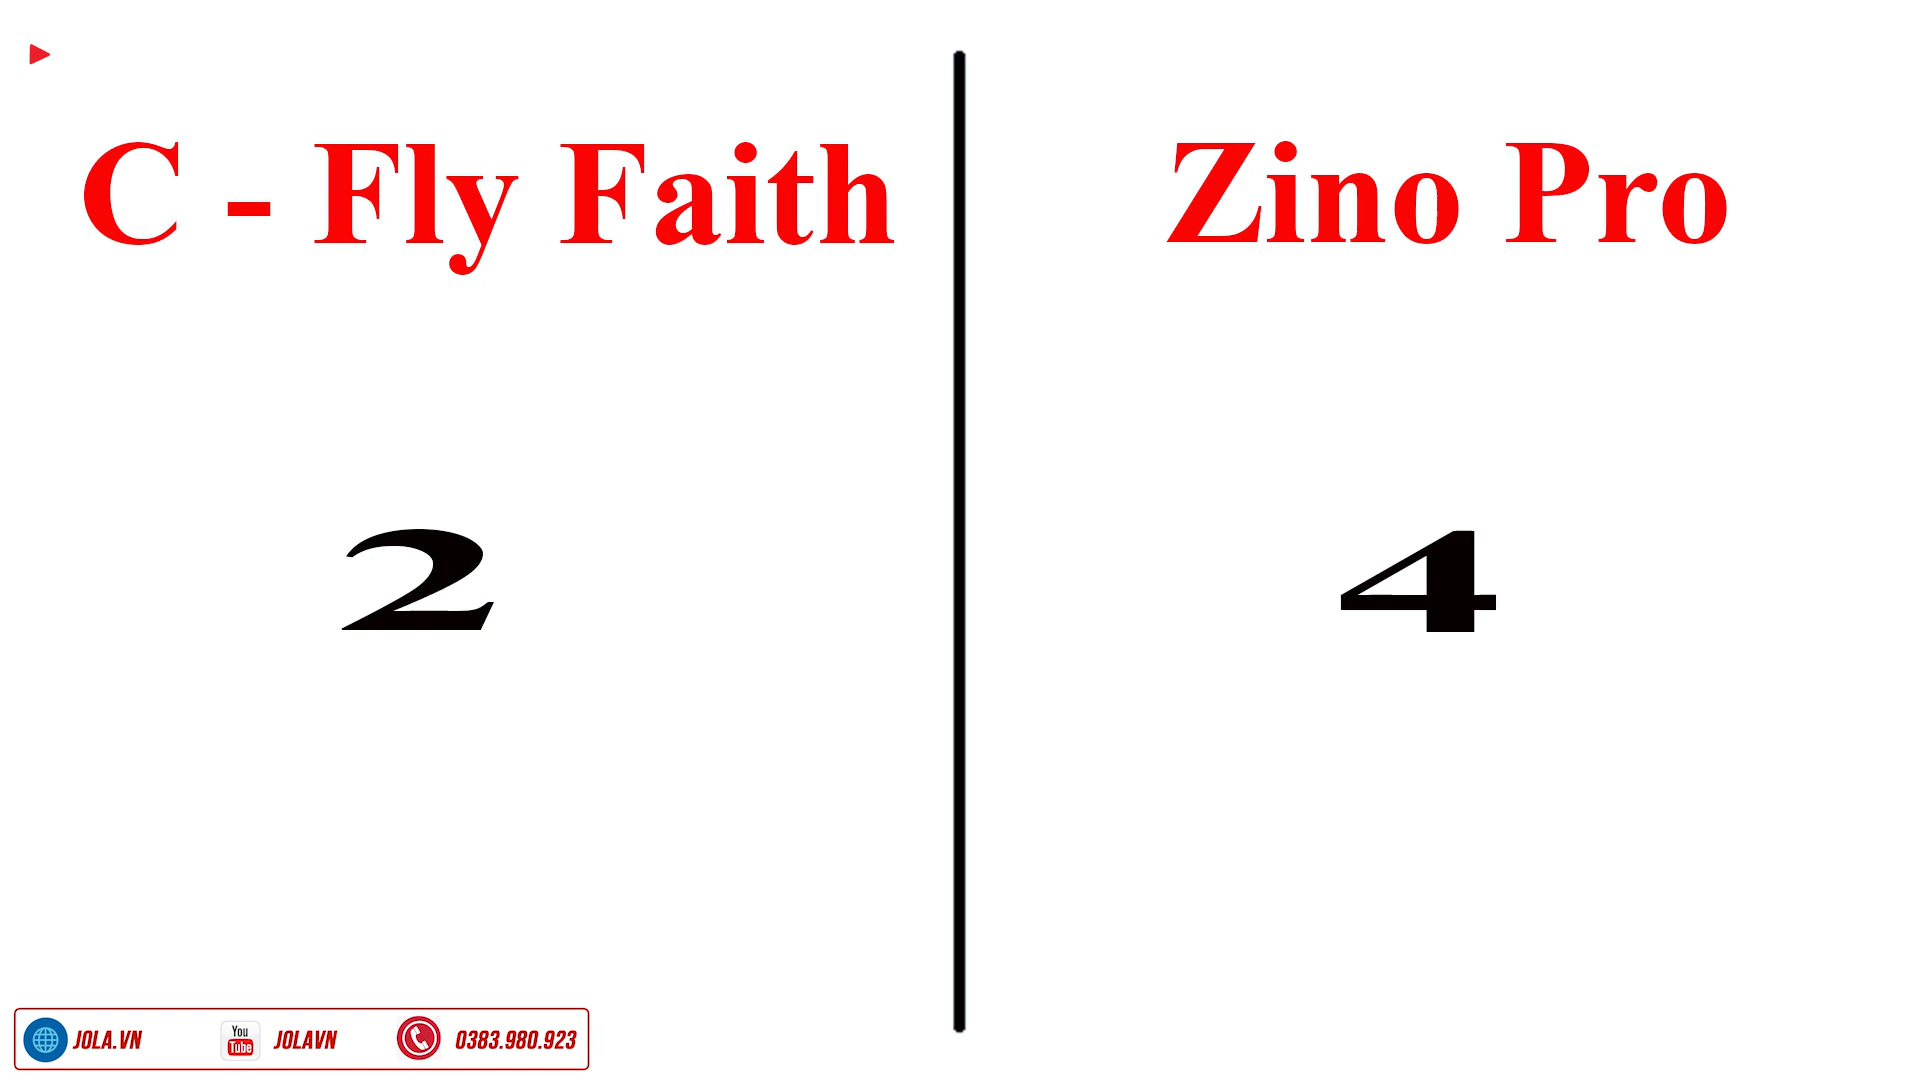 C - Fly Faith
Zino Pro
2
4
JOLA.VN
You
Tube
JOLAVN
0383.980.923